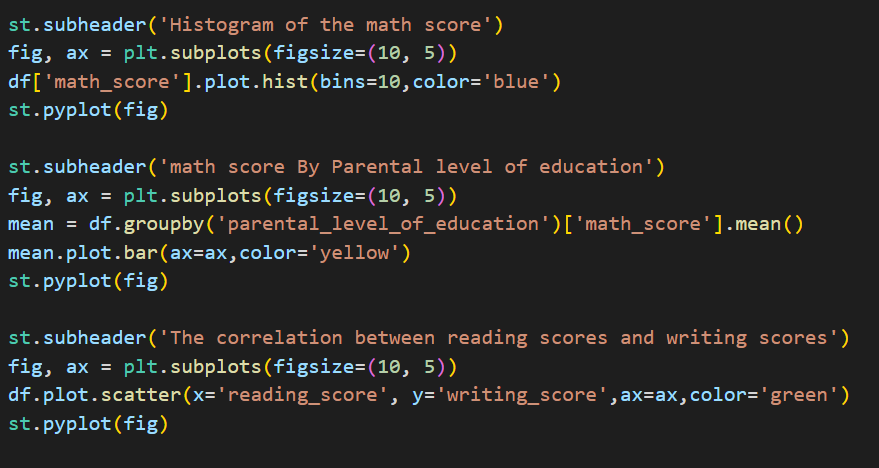 st.subheader('Histogram of the math score')
fig, ax = plt.subplots(figsize=(10, 5))
df['math_score'].plot.hist(bins=10,color='blue')
st.pyplot(fig)

st.subheader('math score By Parental level of education')
fig, ax = plt.subplots(figsize=(10, 5))
mean = df.groupby('parental_level_of_education')['math_score'].mean()
mean.plot.bar(ax=ax,color='yellow')
st.pyplot(fig)

st.subheader('The correlation between reading scores and writing scores')
fig, ax = plt.subplots(figsize=(10, 5))
df.plot.scatter(x='reading_score', y='writing_score',ax=ax,color='green')
st.pyplot(fig)